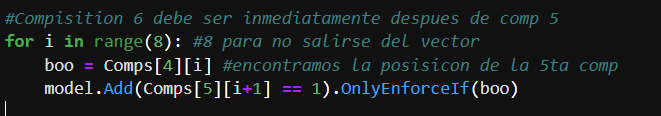 #Compisition 6 debe ser inmediatamente despues de comp 5
for i in range(8): #8 para no salirse del vector
    boo = Comps[4][i] #encontramos la posisicon de la 5ta comp
    model.Add(Comps[5][i+1] == 1).OnlyEnforceIf(boo)